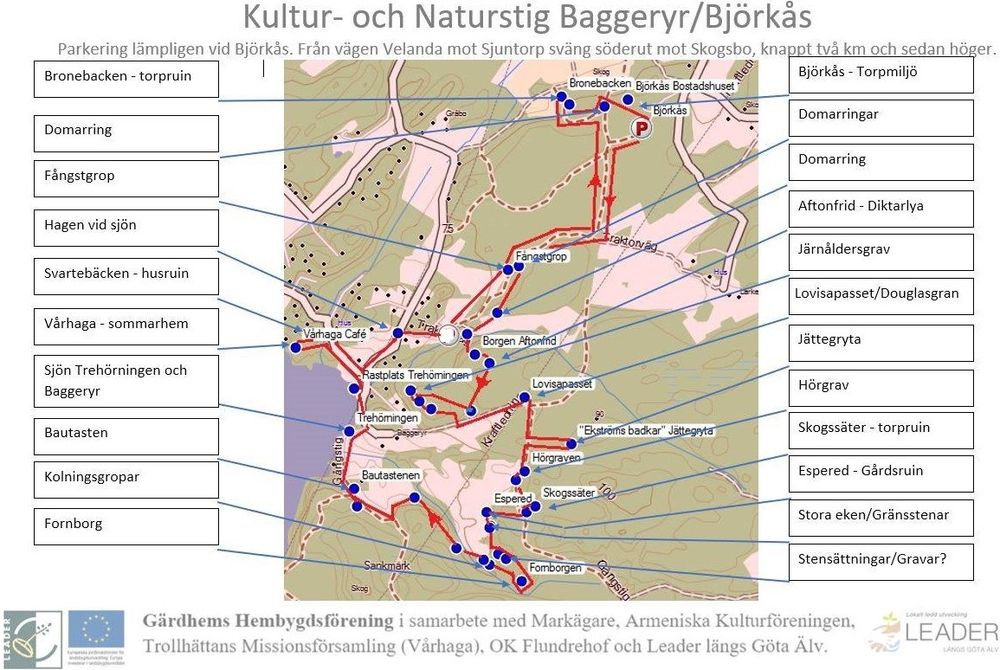 Kultur- och Naturstig Baggeryr/Björkås
Parkering lämpligen vid Björkås. Från vägen Velanda mot Sjuntorp sväng söderut mot Skogsbo, knappt två km och sedan höger.
Bronebacken - torpruin
Domarring
Fångstgrop
Hagen vid sjön
Svartebäcken - husruin
Vårhaga - sommarhem
Sjön Trehörningen och
Baggeryr
Bautasten
Kolningsgropar
Fornborg
Skog
Bronebacken
Björkås Bostadshuset
Björkås
P
Gråbo
75
Traktorväg
Fångstgrop
Hus
Hus
Vårhaga Café
Borgen Aftonfrid
Rastplats Trehörningen
Lovisapasset
Trehörningen
Baggeryr
Kraftledn
90
"Ekströms badkar" Jättegryta
Gångstig
Hörgraven
Bautastenen
Espered
Skogssäter
100
Sankmark
Fornborgen
Gångstig
Skog
Björkås - Torpmiljö
Domarringar
Domarring
Aftonfrid - Diktarlya
Järnåldersgrav
Lovisapasset/Douglasgran
Jättegryta
Hörgrav
Skogssäter - torpruin
Espered - Gårdsruin
Stora eken/Gränsstenar
Stensättningar/Gravar?
LEADER
Gärdhems Hembygdsförening i samarbete med Markägare, Armeniska Kulturföreningen,
Trollhättans Missionsförsamling (Vårhaga), OK Flundrehof och Leader längs Göta Älv.
Lokalt ledd utveckling
LEADER
LÄNGS GÖTA ÄLV